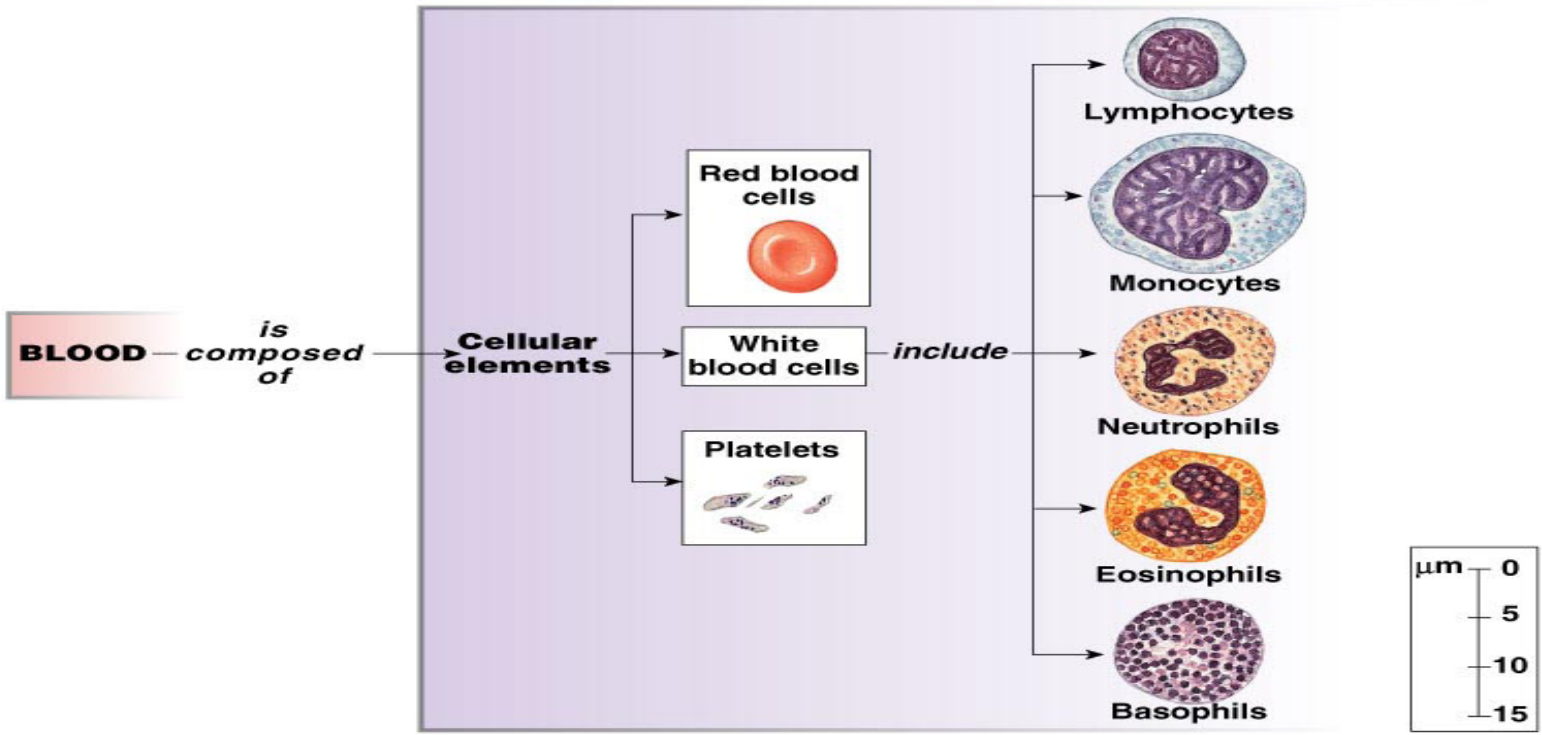 BLOOD
is
composed
of
Cellular
elements
Red blood
cells
White
blood cells
Platelets
include
Lymphocytes
Monocytes
Neutrophils
Eosinophils
Basophils
μm 0
5
10
15